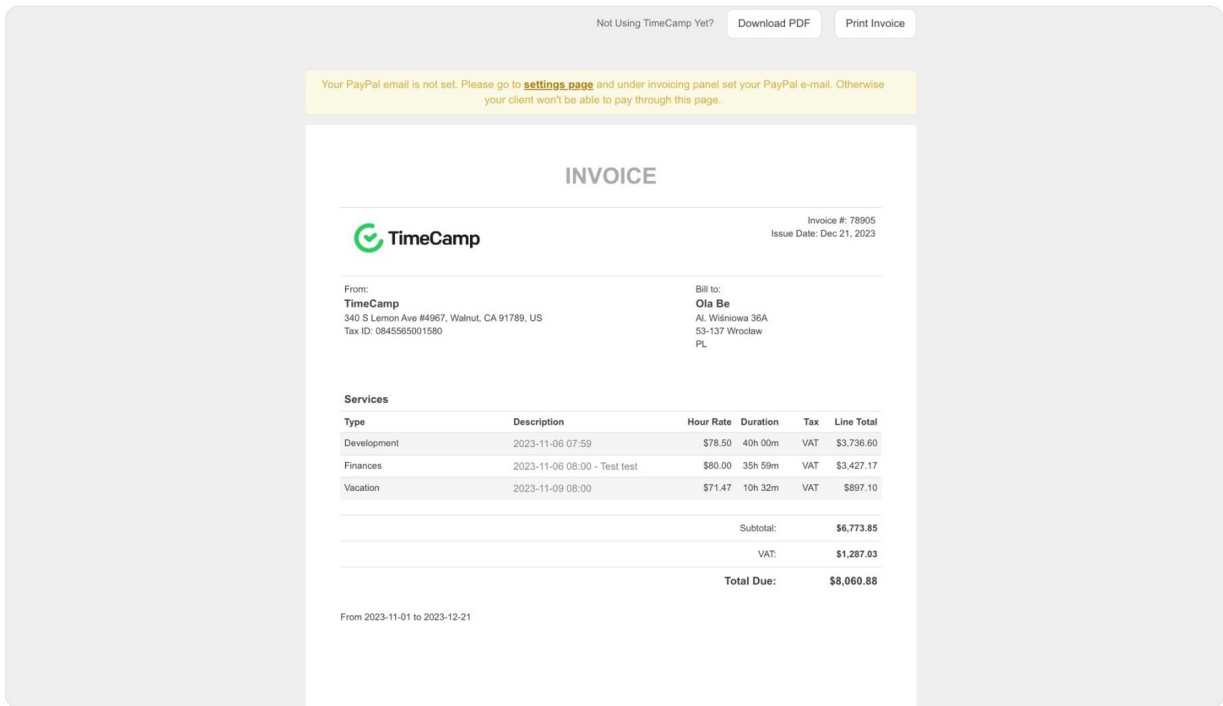 Not Using TimeCamp Yet? Download PDF Print Invoice
Your PayPal email is not set. Please go to settings page and under invoicing panel set your PayPal e-mail. Otherwise
your client won't be able to pay through this page.
INVOICE
TimeCamp
Invoice #: 78905
Issue Date: Dec 21, 2023
From:
TimeCamp
340 S Lemon Ave #4967, Walnut, CA 91789, US
Tax ID: 0845565001580
Bill to:
Ola Be
Al. Wiśniowa 36A
53-137 Wrocław
PL
Services
Type Description Hour Rate Duration Tax Line Total
Development 2023-11-06 07:59 $78.50 40h 00m VAT $3,736.60
Finances 2023-11-06 08:00 - Test test $80.00 35h 59m VAT $3,427.17
Vacation 2023-11-09 08:00 $71.47 10h 32m VAT $897.10
Subtotal: $6,773.85
VAT: $1,287.03
Total Due: $8,060.88
From 2023-11-01 to 2023-12-21